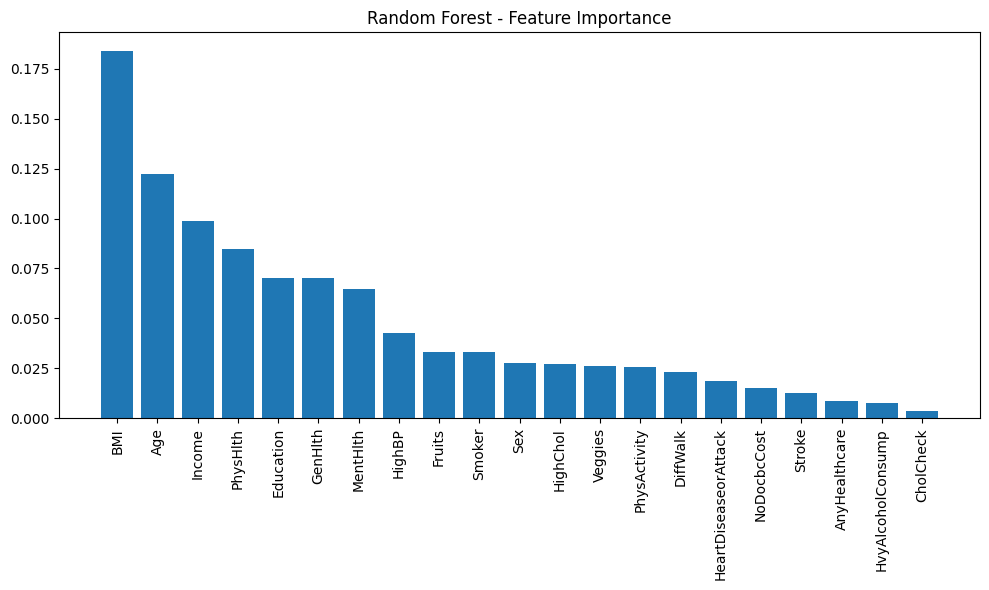 Random Forest - Feature Importance
0.175
0.150
0.125
0.100
0.075
0.050
0.025
0.000
BMI
Age
Income
PhysHlth
Education
GenHlth
MentHlth
HighBP
Fruits
Smoker
Sex
HighChol
Veggies
PhysActivity
DiffWalk
HeartDiseaseorAttack
NoDocbcCost
Stroke
AnyHealthcare
HvyAlcoholConsump
CholCheck